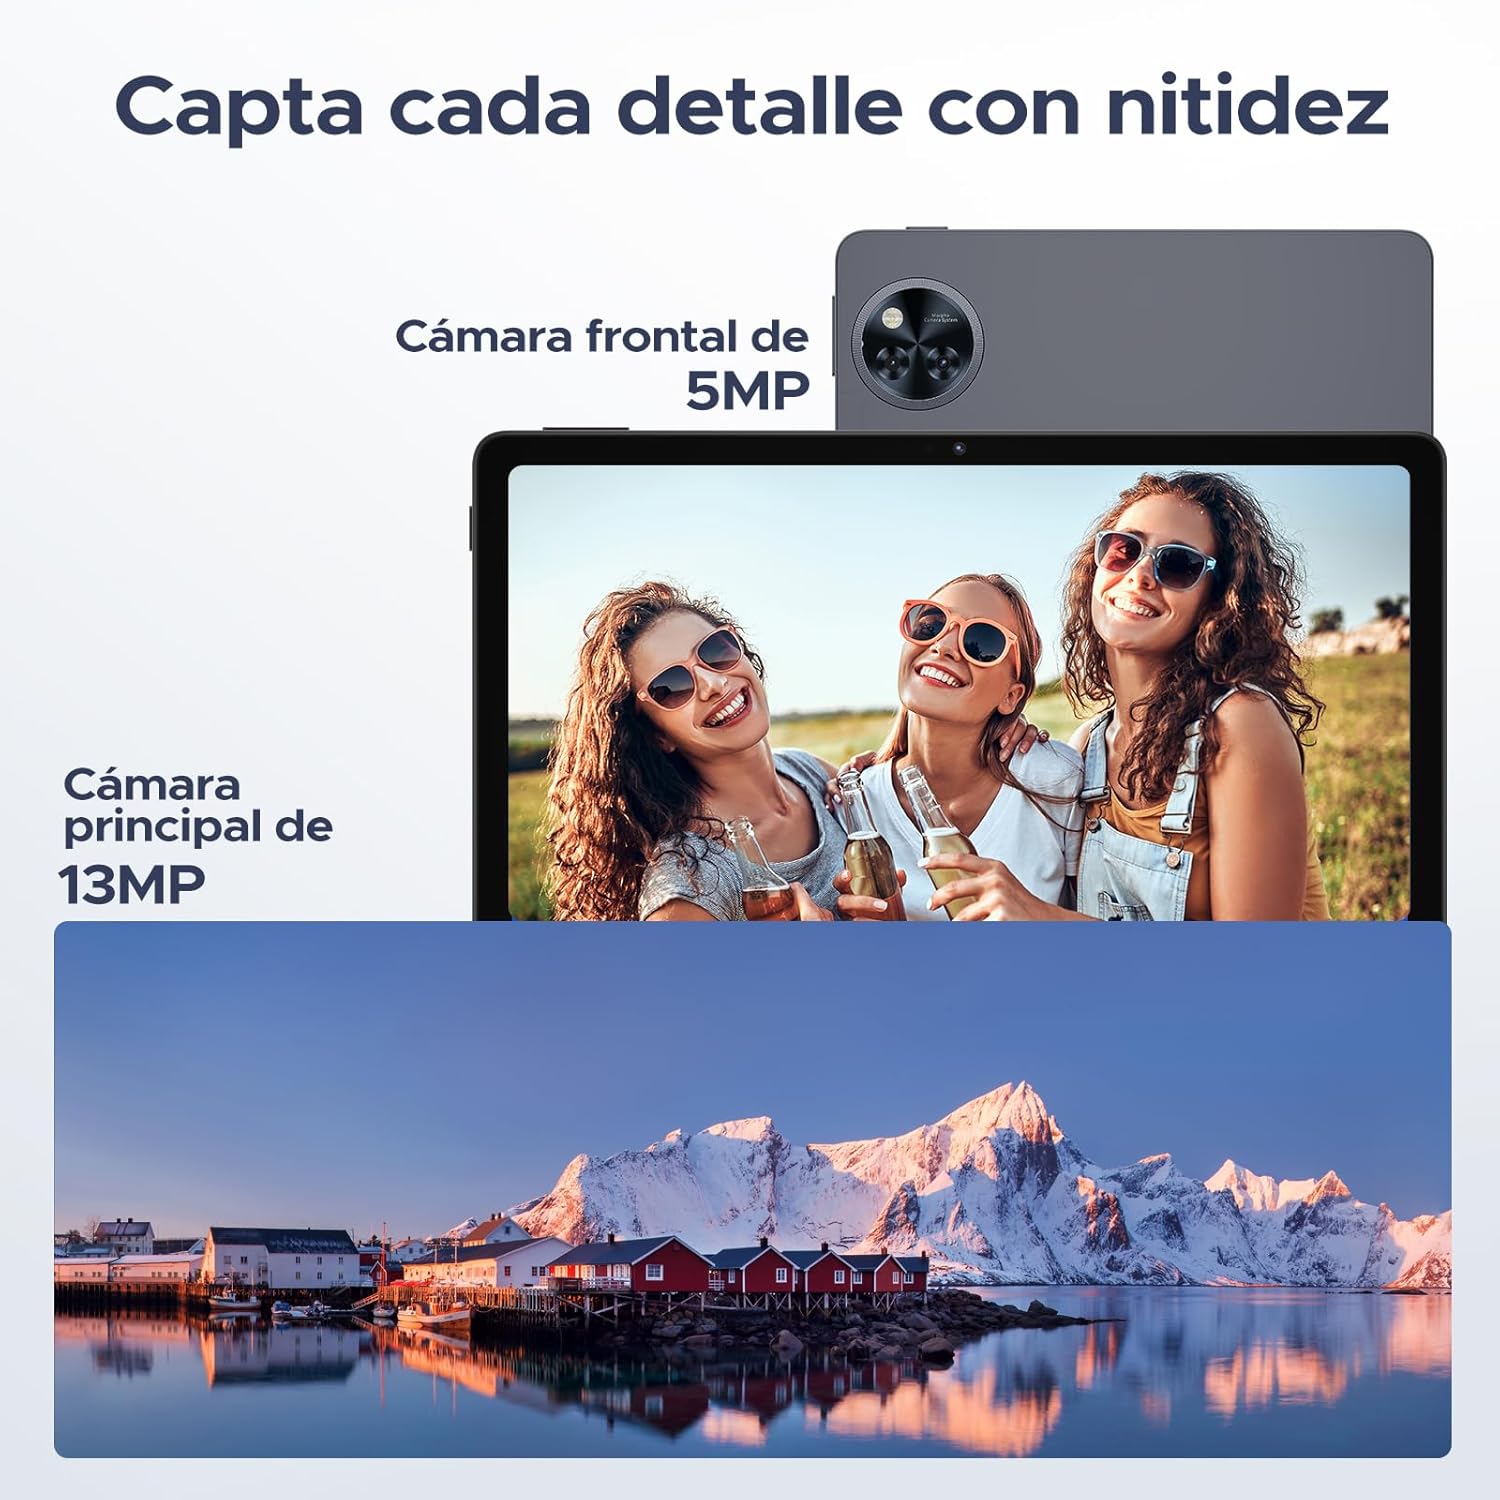 Capta cada detalle con nitidez
Cámara frontal de
5MP
Cámara
principal de
13MP